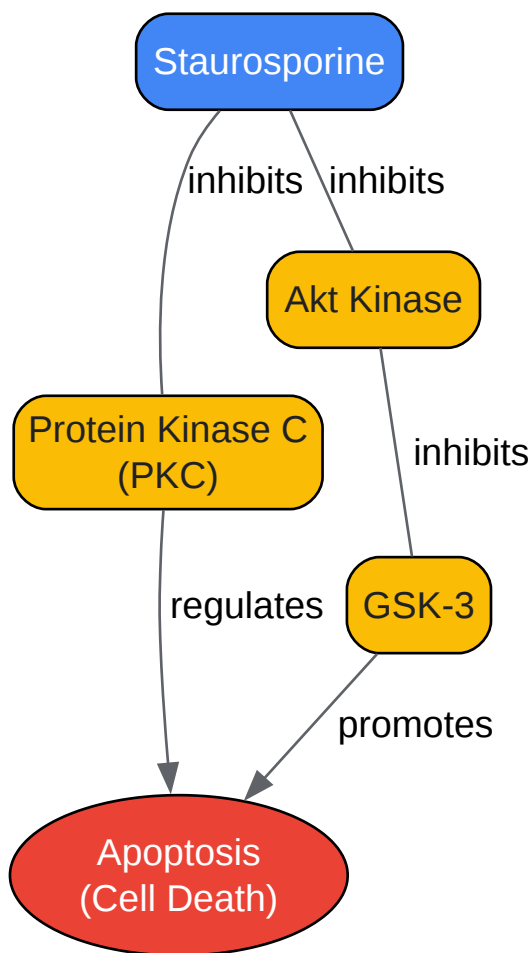 Staurosporine
inhibits inhibits
Akt Kinase
Protein Kinase C
(PKC)
inhibits
regulates
GSK-3
promotes
Apoptosis
(Cell Death)